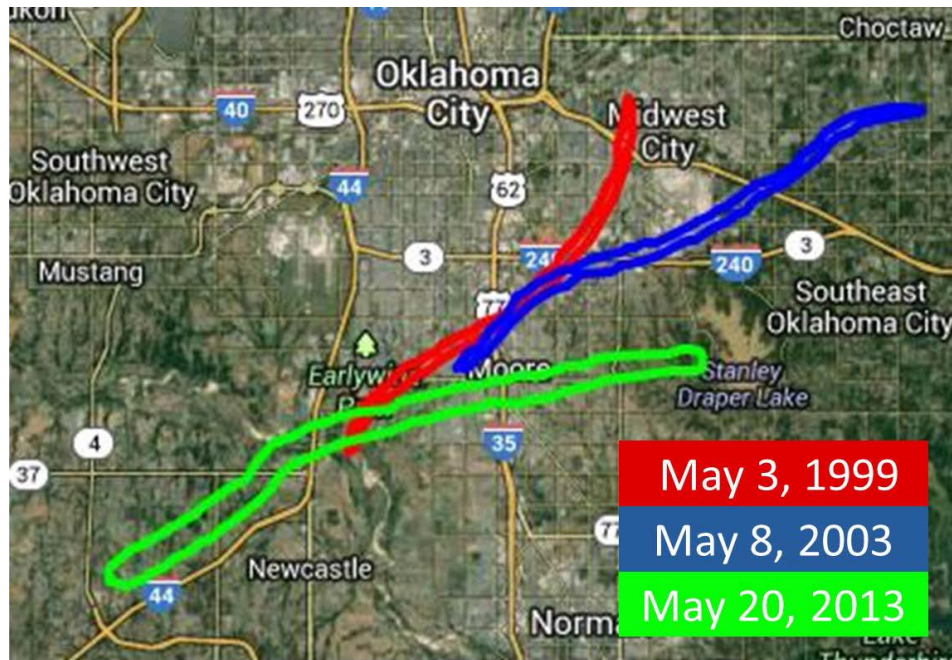 Choctaw
Oklahoma
City
40
270
Midwest
City
Southwest
Oklahoma City
44
62
3
3
240
Mustang
77
Southeast
Oklahoma City
Moore
Stanley
Draper Lake
4
35
37
May 3, 1999
May 8, 2003
Newcastle
44
May 20, 2013